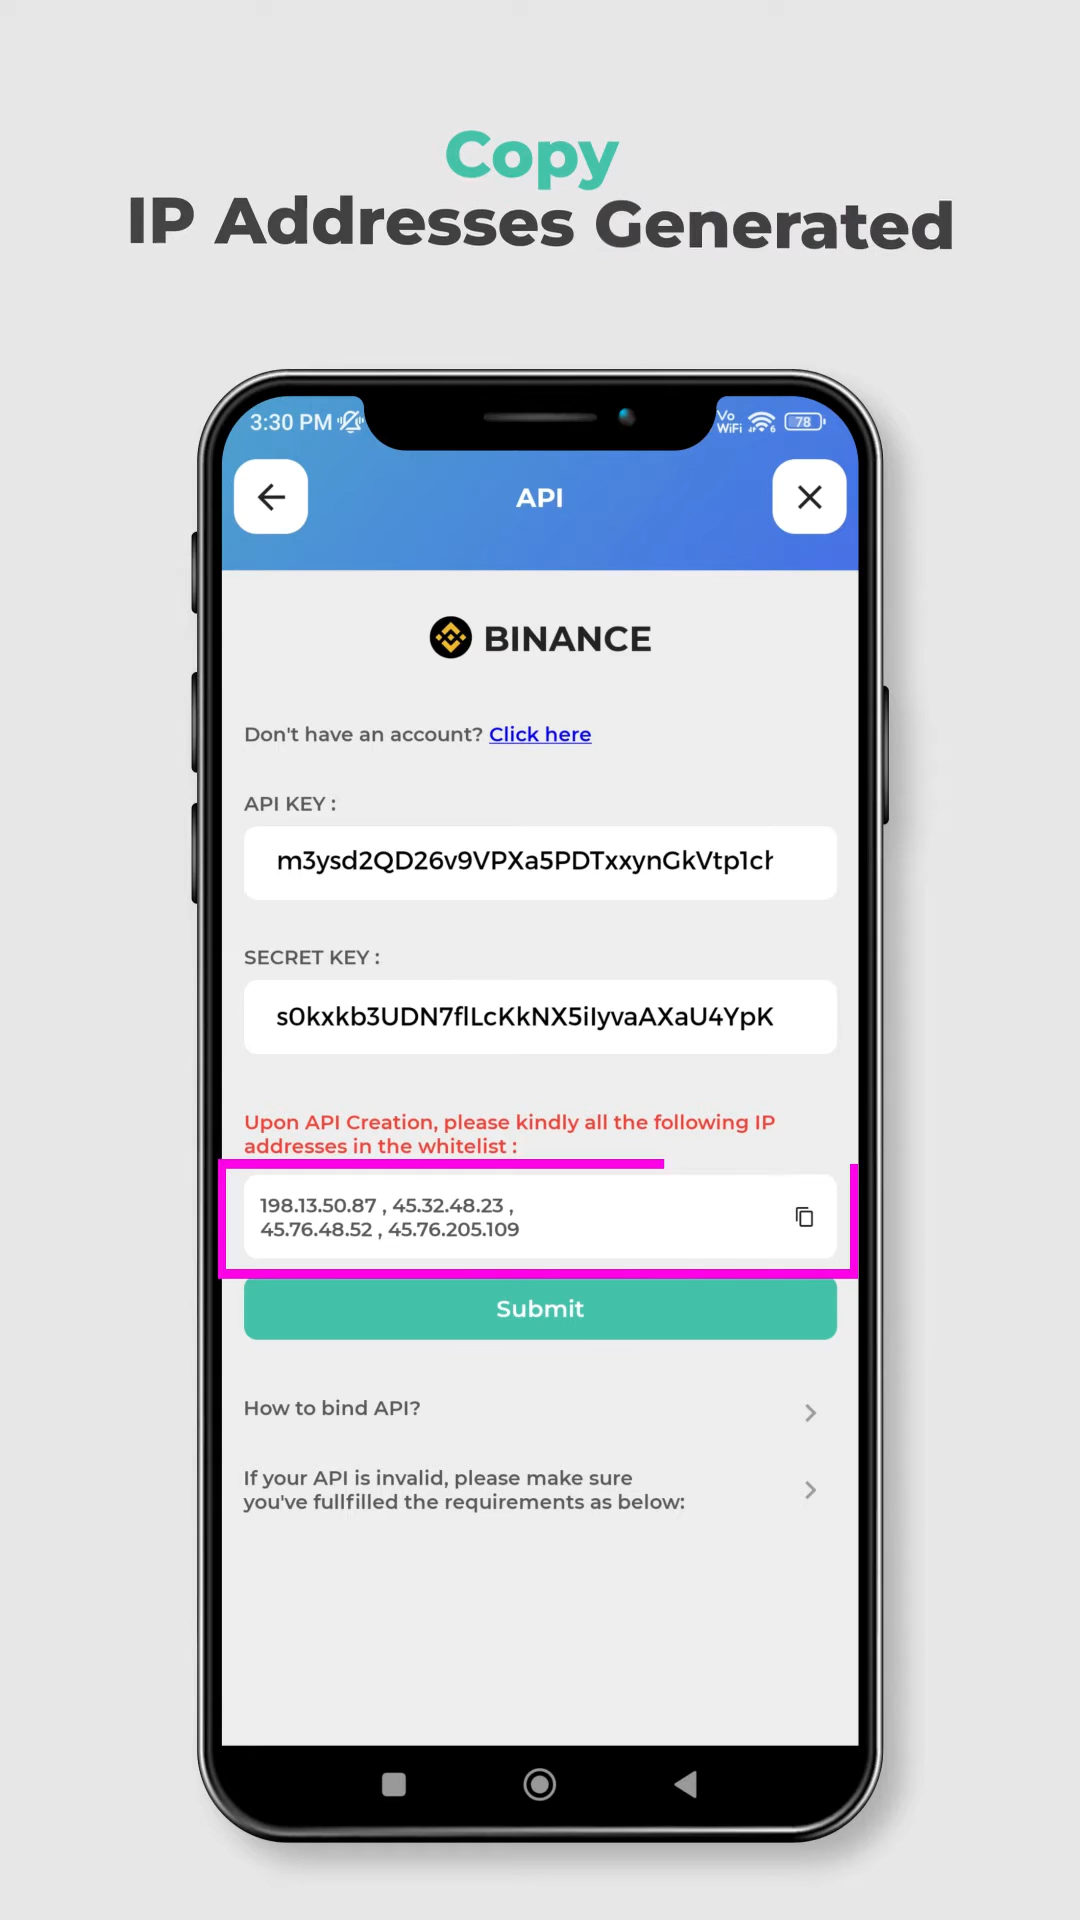 Copy
IP Addresses Generated
3:30 PM
Vo WiFi 6 78
API
BINANCE
Don't have an account? Click here
API KEY :
m3ysd2QD26v9VPXa5PDTxxynGkVtp1ch
SECRET KEY :
s0kxkb3UDN7flLcKkNX5iIyvaAXaU4YpK
Upon API Creation, please kindly all the following IP
addresses in the whitelist :
198.13.50.87 , 45.32.48.23 ,
45.76.48.52 , 45.76.205.109
Submit
How to bind API?
If your API is invalid, please make sure
you've fullfilled the requirements as below: